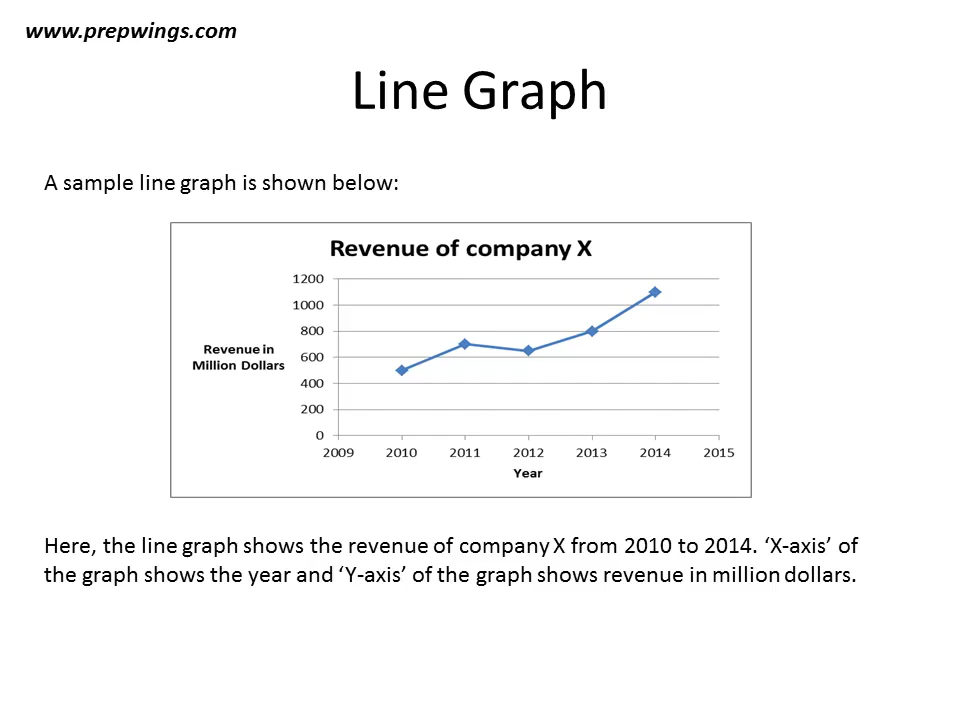 www.prepwings.com
Line Graph
A sample line graph is shown below:
Revenue of company X
1200
1000
800
600
400
200
0
Revenue in
Million Dollars
2009 2010 2011 2012 2013 2014 2015
Year
Here, the line graph shows the revenue of company X from 2010 to 2014. ‘X-axis’ of
the graph shows the year and ‘Y-axis’ of the graph shows revenue in million dollars.